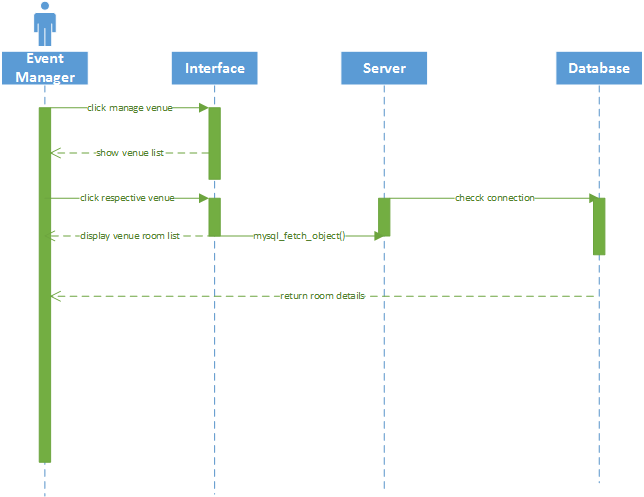 Event
Manager
Interface
Server
Database
click manage venue
show venue list
click respective venue
checck connection
display venue room list
mysql_fetch_object()
return room details